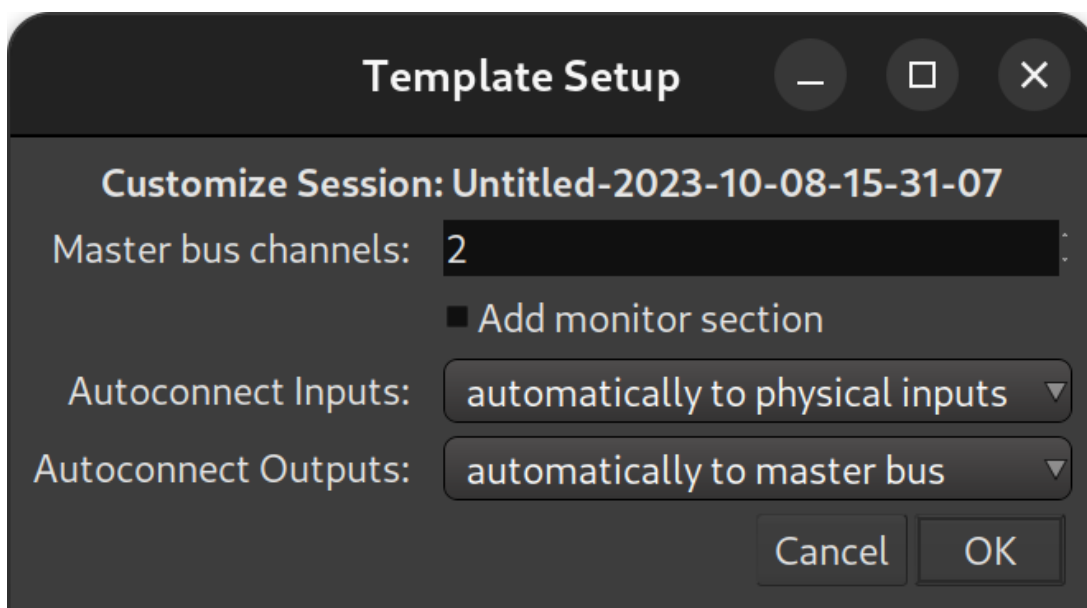 Template Setup
Customize Session: Untitled-2023-10-08-15-31-07
Master bus channels: 2
Add monitor section
Autoconnect Inputs: automatically to physical inputs
Autoconnect Outputs: automatically to master bus
Cancel OK